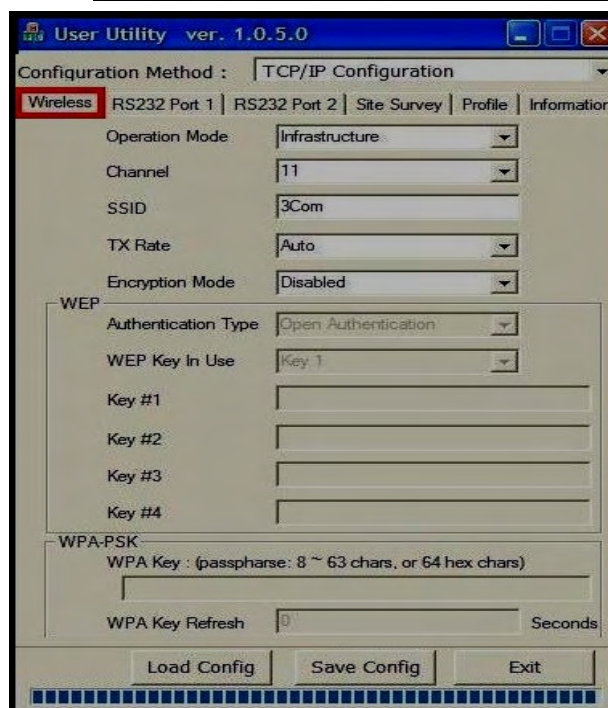 User Utility ver. 1.0.5.0
Configuration Method : TCP/IP Configuration
Wireless RS232 Port 1 RS232 Port 2 Site Survey Profile Information
Operation Mode Infrastructure
Channel 11
SSID 3Com
TX Rate Auto
Encryption Mode Disabled
WEP
Authentication Type Open Authentication
WEP Key In Use Key 1
Key #1
Key #2
Key #3
Key #4
WPA-PSK
WPA Key : (passpharse: 8 ~ 63 chars, or 64 hex chars)
WPA Key Refresh 0 Seconds
Load Config Save Config Exit